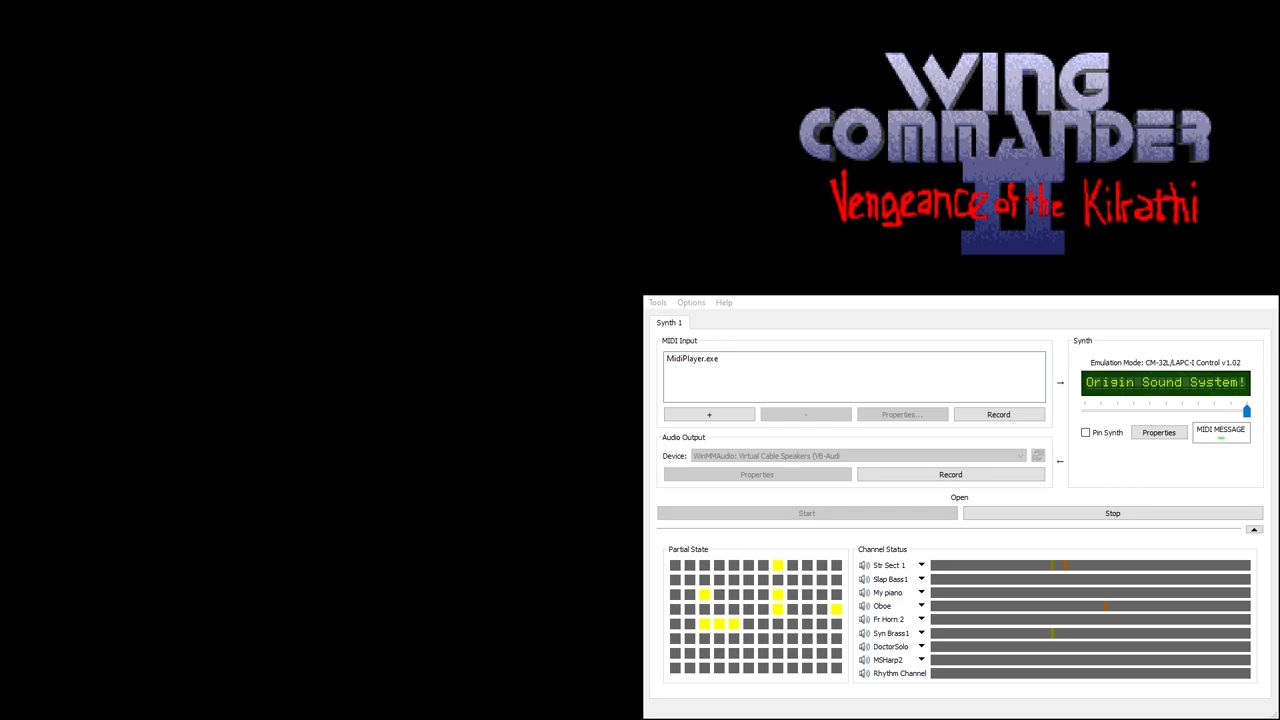 WING
COMMANDER
II
Vengeance of the Kilrathi
Tools Options Help
Synth 1
MIDI Input
MidiPlayer.exe
+ - Properties... Record
Audio Output
Device: WinMMAudio: Virtual Cable Speakers (VB-Audi
Properties Record
Synth
Emulation Mode: CM-32L/LAPC-I Control v1.02
Origin Sound System!
Pin Synth Properties MIDI MESSAGE
Open
Start Stop
Partial State
Channel Status
Str Sect 1
Slap Bass1
My piano
Oboe
Fr Horn 2
Syn Brass1
DoctorSolo
MSHarp2
Rhythm Channel